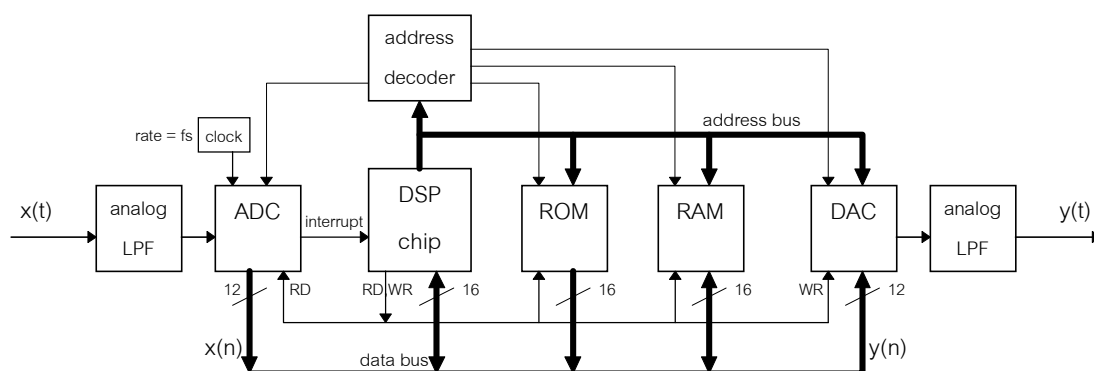 address
decoder
address bus
rate = fs
clock
x(t)
analog
LPF
ADC
interrupt
DSP
chip
ROM
RAM
DAC
analog
LPF
y(t)
12
RD
RD,WR
16
16
16
WR
12
x(n)
data bus
y(n)